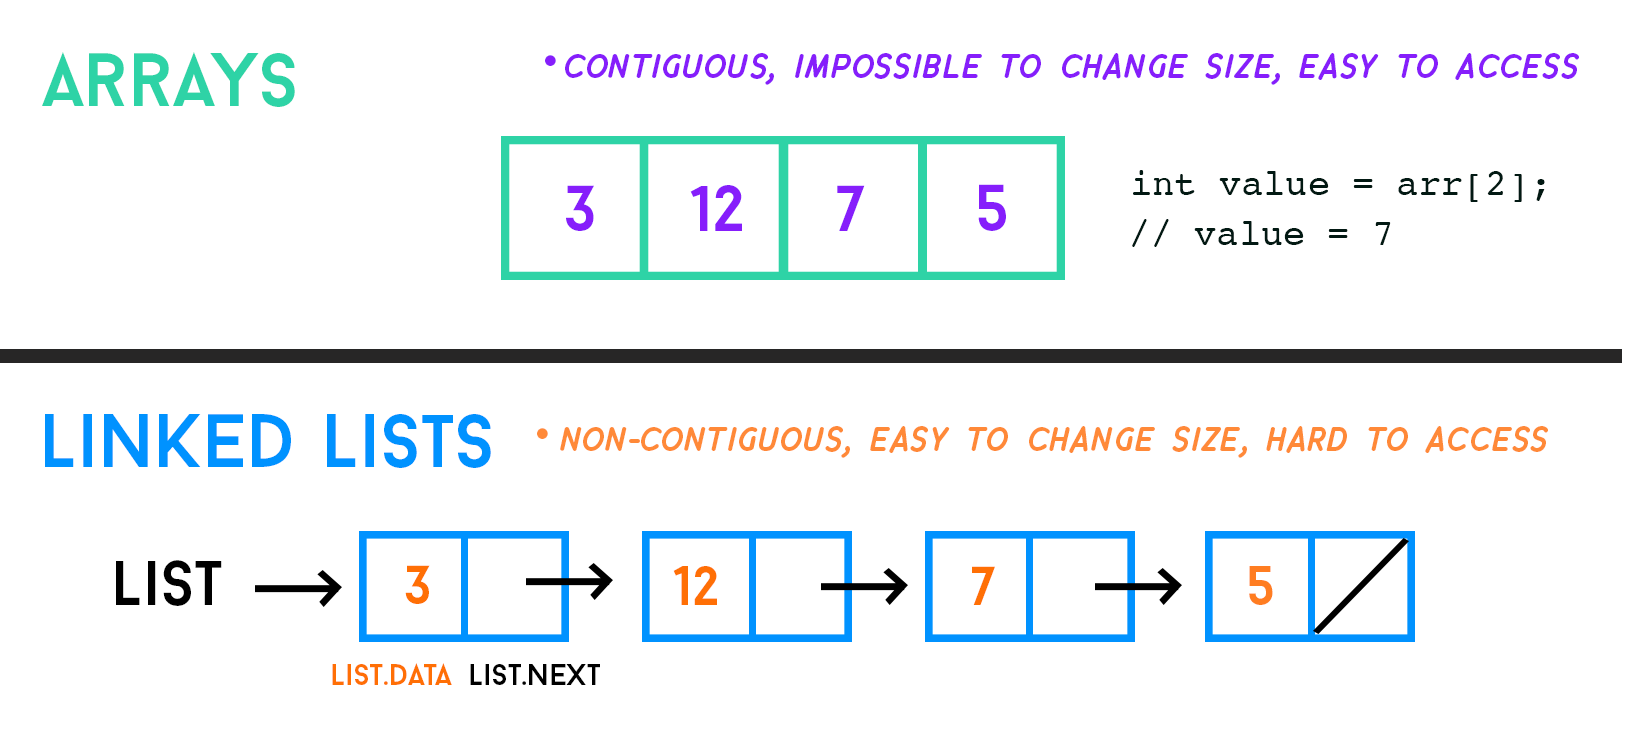 ARRAYS
• CONTIGUOUS, IMPOSSIBLE TO CHANGE SIZE, EASY TO ACCESS
3 12 7 5
int value = arr[2];
// value = 7
LINKED LISTS
• NON-CONTIGUOUS, EASY TO CHANGE SIZE, HARD TO ACCESS
LIST 3 12 7 5
LIST.DATA LIST.NEXT